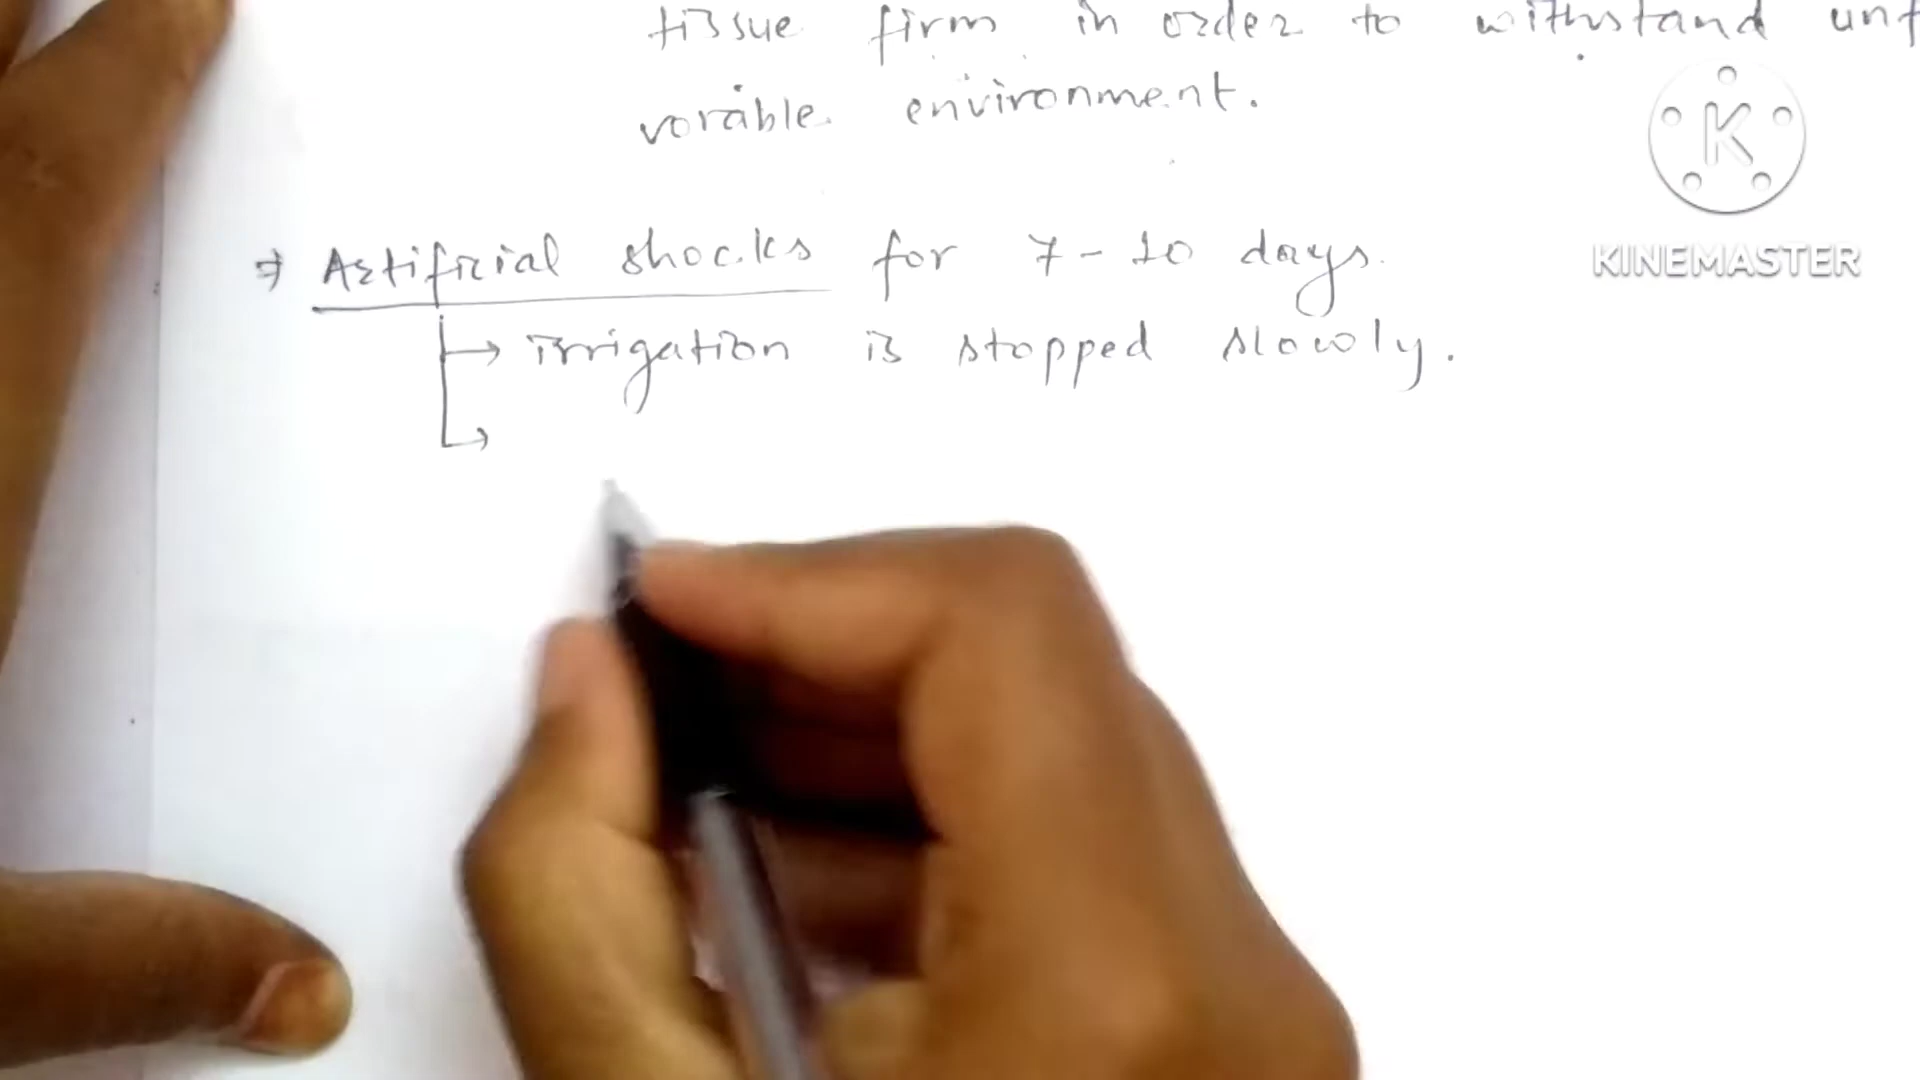 tissue firm in order to withstand unf
vorable environment.
K
KINEMASTER
⇒ Artificial shocks for 7-10 days.
→ irrigation is stopped slowly.
→